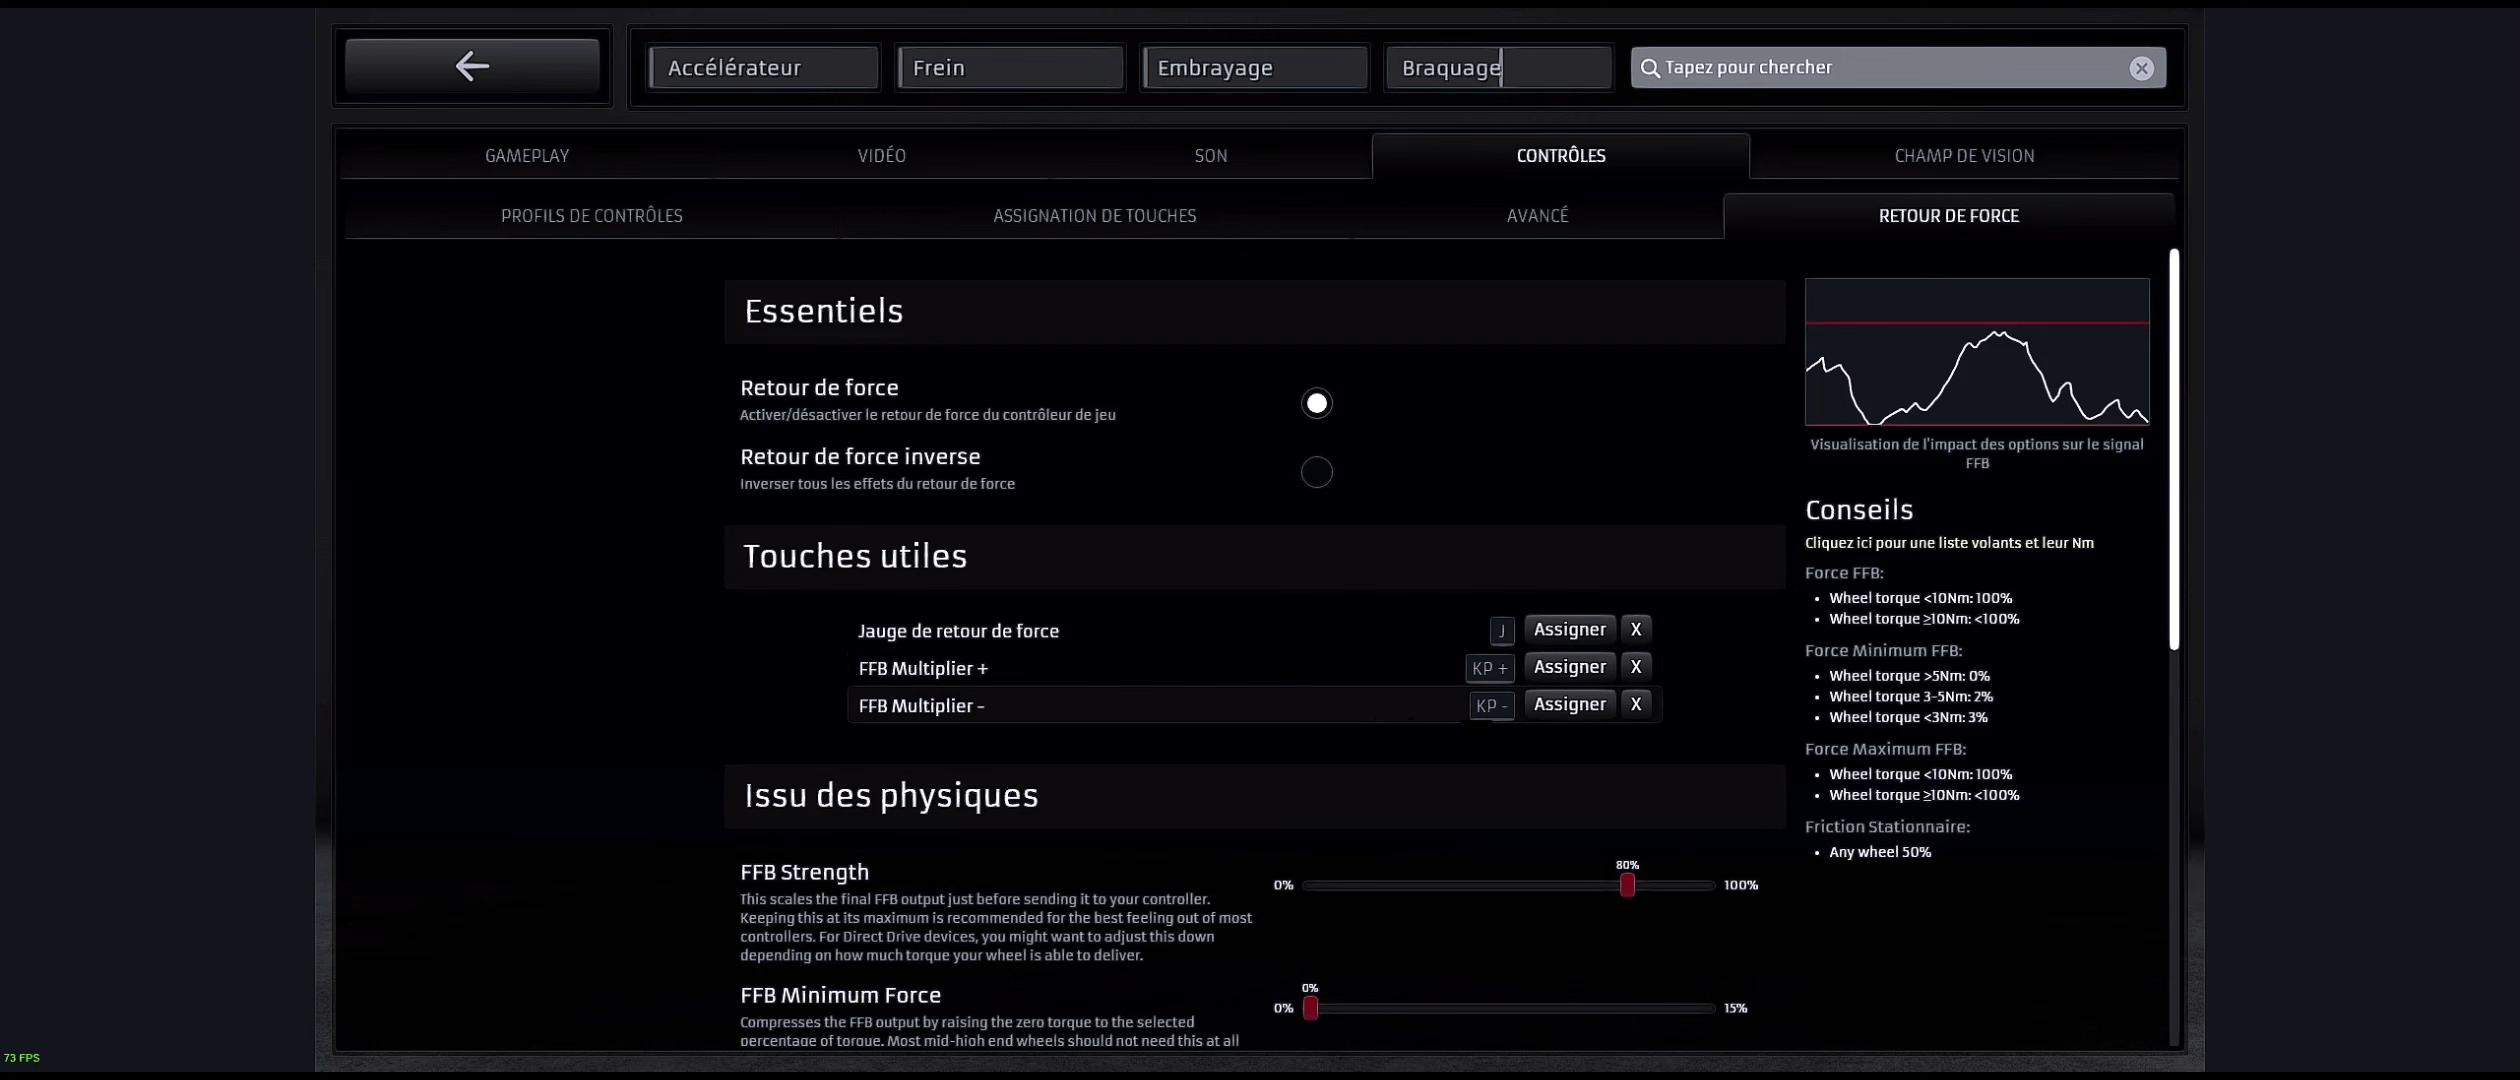 Accélérateur
Frein
Embrayage
Braquage
Tapez pour chercher
GAMEPLAY
VIDÉO
SON
CONTRÔLES
CHAMP DE VISION
PROFILS DE CONTRÔLES
ASSIGNATION DE TOUCHES
AVANCÉ
RETOUR DE FORCE
Essentiels
Retour de force
Activer/désactiver le retour de force du contrôleur de jeu
Retour de force inverse
Inverser tous les effets du retour de force
Touches utiles
Jauge de retour de force
J
Assigner
X
FFB Multiplier +
KP +
Assigner
X
FFB Multiplier -
KP -
Assigner
X
Issu des physiques
FFB Strength
This scales the final FFB output just before sending it to your controller.
Keeping this at its maximum is recommended for the best feeling out of most
controllers. For Direct Drive devices, you might want to adjust this down
depending on how much torque your wheel is able to deliver.
0%
80%
100%
FFB Minimum Force
Compresses the FFB output by raising the zero torque to the selected
percentage of torque. Most mid-high end wheels should not need this at all
0%
0%
15%
Visualisation de l'impact des options sur le signal
FFB
Conseils
Cliquez ici pour une liste volants et leur Nm
Force FFB:
• Wheel torque <10Nm: 100%
• Wheel torque ≥10Nm: <100%
Force Minimum FFB:
• Wheel torque >5Nm: 0%
• Wheel torque 3-5Nm: 2%
• Wheel torque <3Nm: 3%
Force Maximum FFB:
• Wheel torque <10Nm: 100%
• Wheel torque ≥10Nm: <100%
Friction Stationnaire:
• Any wheel 50%
73 FPS